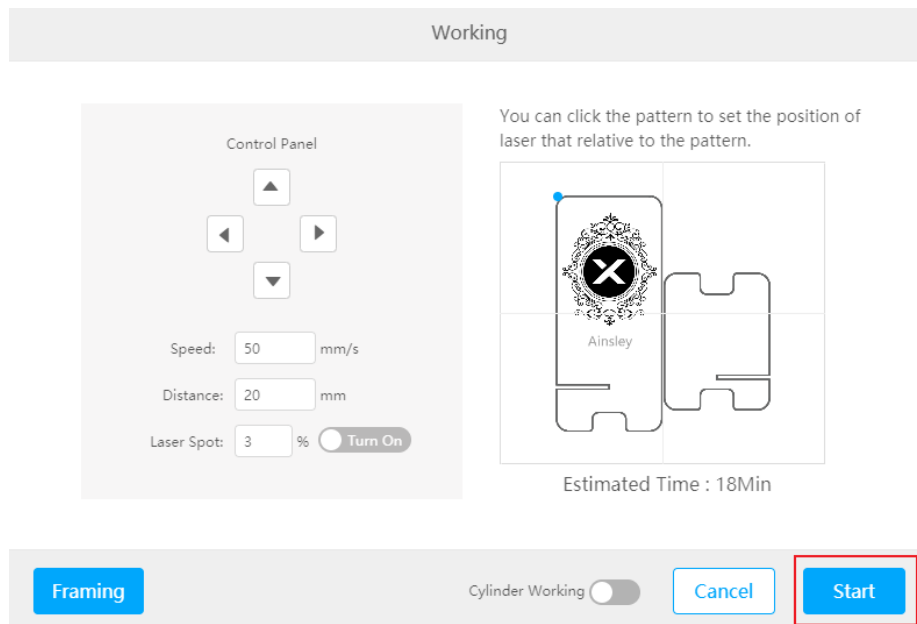 Working
Control Panel
Speed: 50 mm/s
Distance: 20 mm
Laser Spot: 3 % Turn On
You can click the pattern to set the position of
laser that relative to the pattern.
Ainsley
Estimated Time : 18Min
Framing
Cylinder Working
Cancel
Start